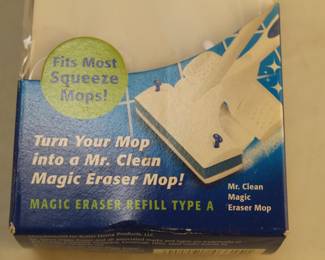 Fits Most
Squeeze
Mops!
Turn Your Mop
into a Mr. Clean
Magic Eraser Mop!
Mr. Clean
Magic
Eraser Mop
MAGIC ERASER REFILL TYPE A